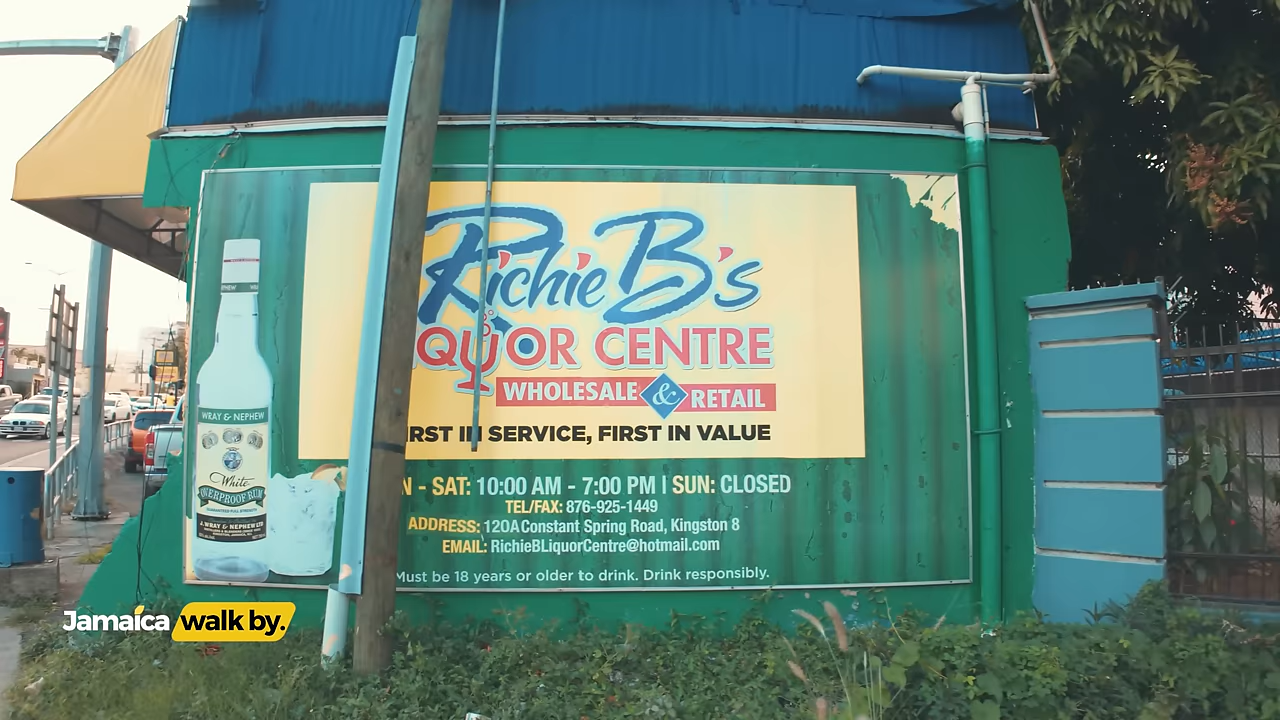 Richie B's
QUOR CENTRE
WHOLESALE & RETAIL
RST IN SERVICE, FIRST IN VALUE
N - SAT: 10:00 AM - 7:00 PM | SUN: CLOSED
TEL/FAX: 876-925-1449
ADDRESS: 120A Constant Spring Road, Kingston 8
EMAIL: RichieBLiquorCentre@hotmail.com
Must be 18 years or older to drink. Drink responsibly.
WRAY & NEPHEW
White
OVERPROOF RUM
J. WRAY & NEPHEW LTD
Jamaica walk by.